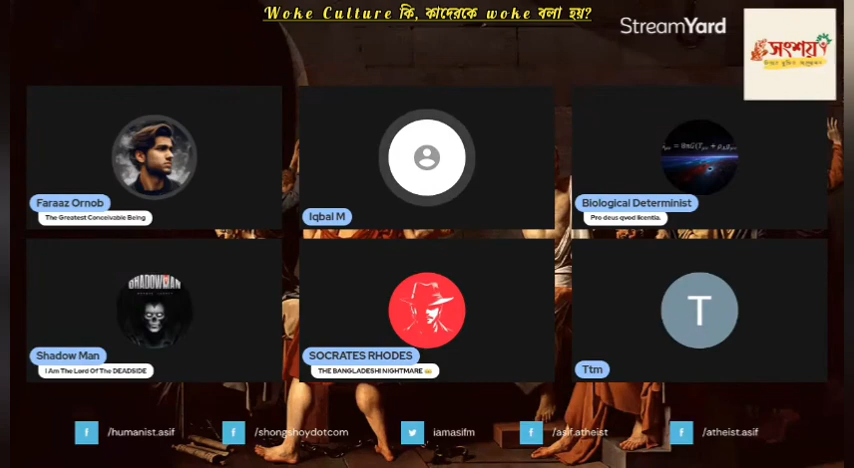 Woke Culture কি, কাদেরকে woke বলা হয়?
StreamYard
সংশয়
Faraaz Ornob
The Greatest Conceivable Being
Iqbal M
Biological Determinist
Pro deus qvod licentia.
SHADOWMAN
Shadow Man
I Am The Lord Of The DEADSIDE
SOCRATES RHODES
THE BANGLADESHI NIGHTMARE 👑
T
Ttm
/humanist.asif
/shongshoydotcom
iamasifm
/asif.atheist
/atheist.asif